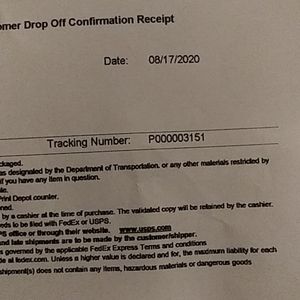 omer Drop Off Confirmation Receipt
Date: 08/17/2020
Tracking Number: P000003151
ckaged.
as designated by the Department of Transportation. or any other materials restricted by
if you have any item in question.
ble.
Print Depot counter.
ned.
by a cashier at the time of purchase. The validated copy will be retained by the cashier.
eds to be filed with FedEx or USPS.
PS office or through their website. www.usps.com
and late shipments are to be made by the customer/shipper.
s governed by the applicable FedEx Express Terms and conditions
le at fedex.com. Unless a higher value is declared and for, the maximum liability for each
shipment(s) does not contain any items, hazardous materials or dangerous goods